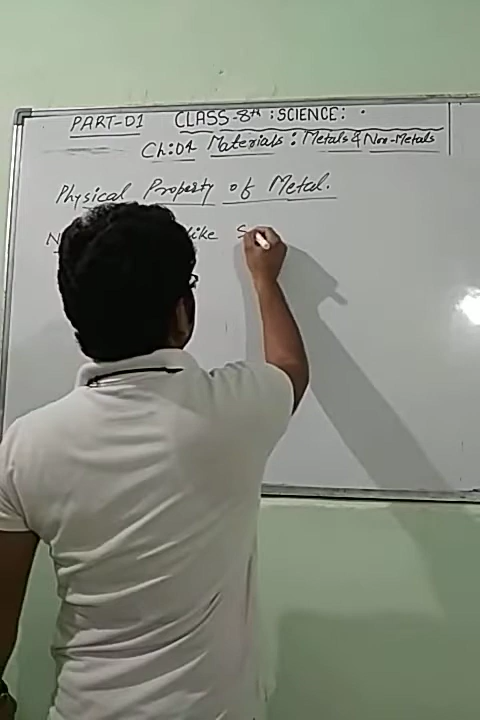 PART-01 CLASS-8th :SCIENCE:
Ch:04 Materials : Metals & Non-Metals
Physical Property of Metal.
like S